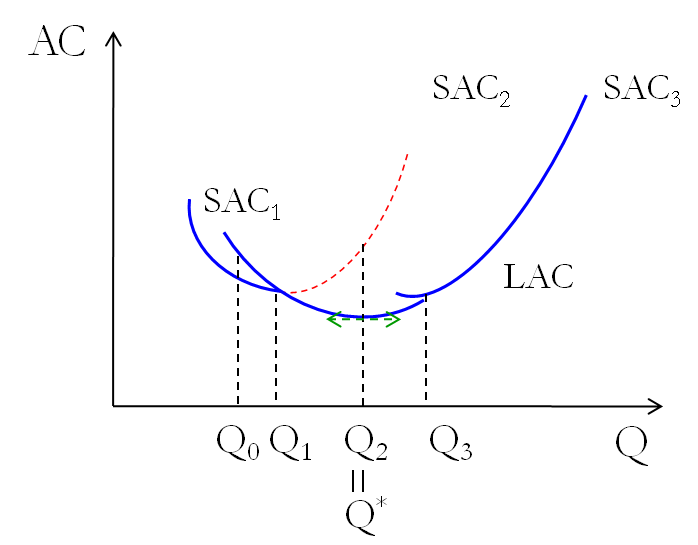 AC
SAC₂
SAC₃
SAC₁
LAC
Q₀ Q₁ Q₂ Q₃ Q
=
Q*